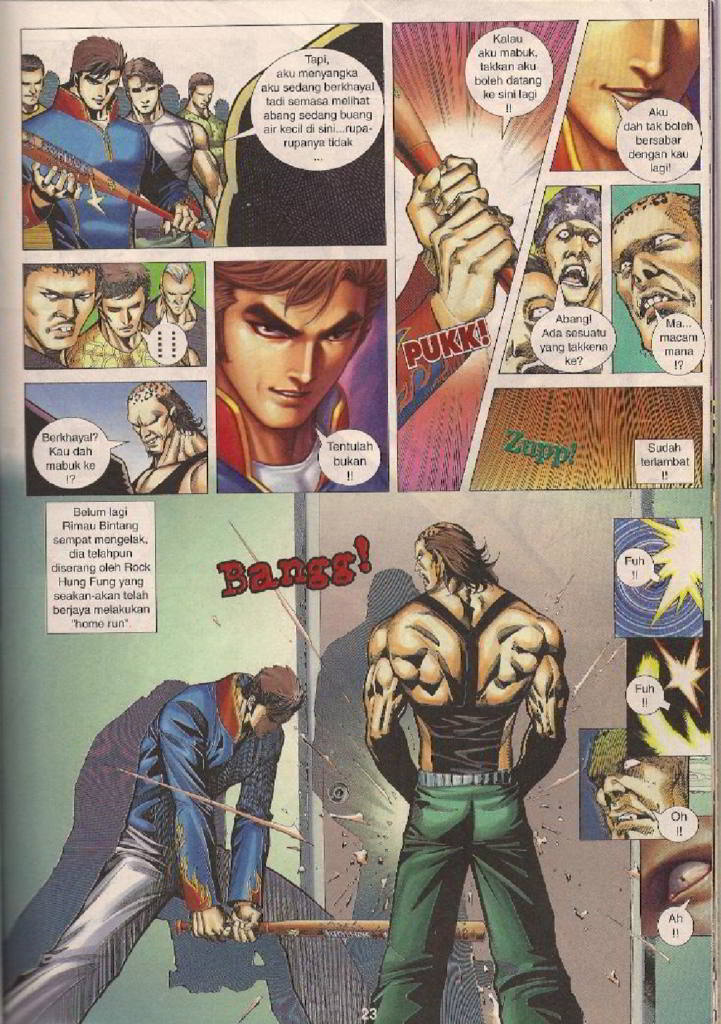 Tapi,
aku menyangka
aku sedang berkhayal
tadi semasa melihat
abang sedang buang
air kecil di sini...rupa-
rupanya tidak
...
Kalau
aku mabuk,
takkan aku
boleh datang
ke sini lagi
!!
Aku
dah tak boleh
bersabar
dengan kau
lagi!
!!!
Berkhayal?
Kau dah
mabuk ke
!?
Tentulah
bukan
!!
PUKK!
Abang!
Ada sesuatu
yang takkena
ke?
Ma...
macam
mana
!?
Zupp!
Sudah
terlambat
!!
Belum lagi
Rimau Bintang
sempat mengelak,
dia telahpun
diserang oleh Rock
Hung Fung yang
seakan-akan telah
berjaya melakukan
"home run".
Bangg!
Fuh
!!
Fuh
!!
Oh
!!
Ah
!!
23